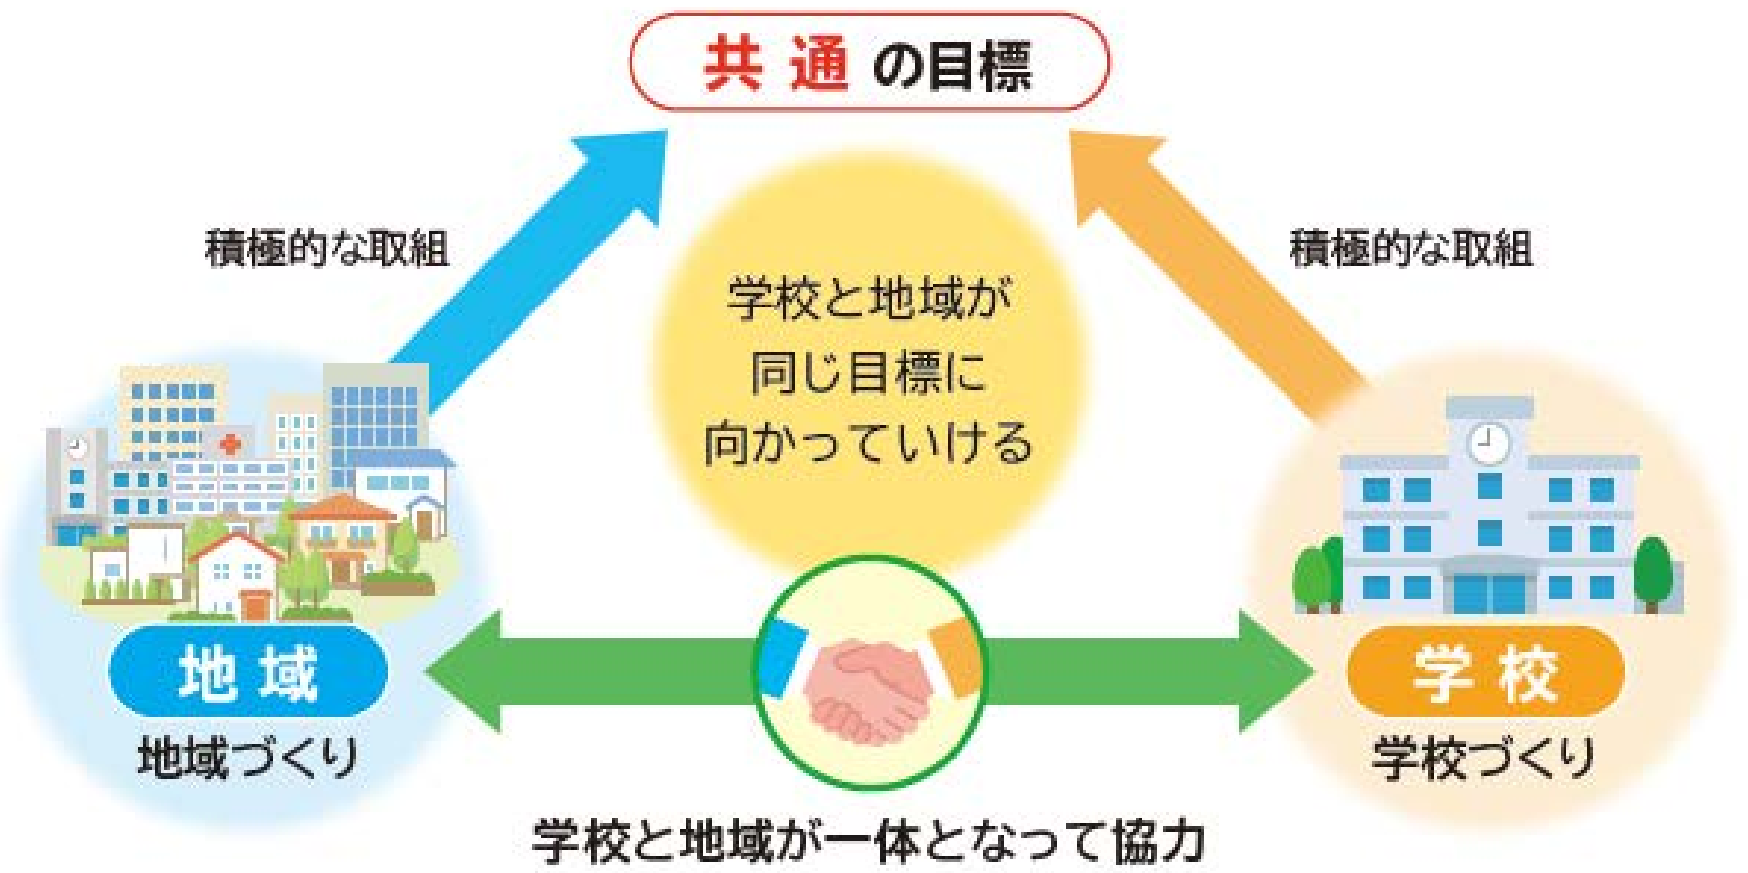 共通の目標
積極的な取組
積極的な取組
学校と地域が
同じ目標に
向かっていける
地域
学校
地域づくり
学校づくり
学校と地域が一体となって協力